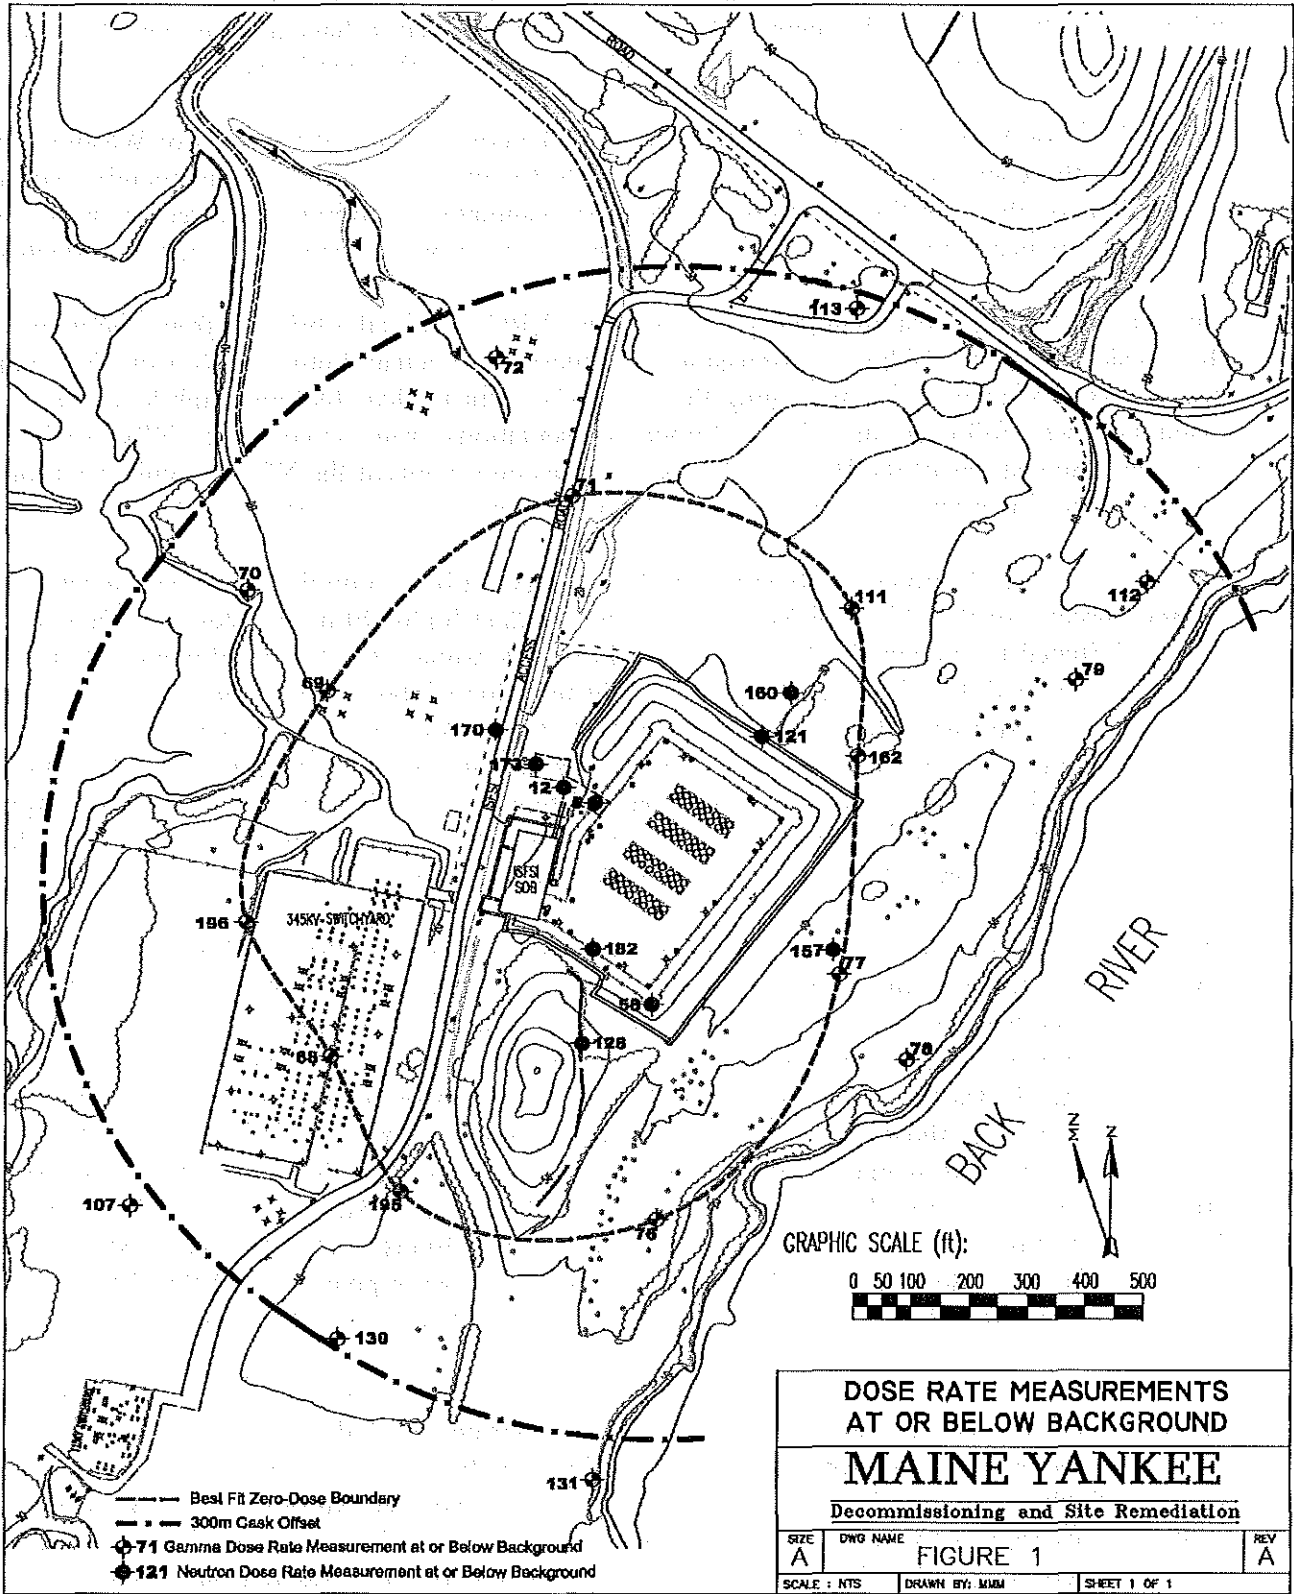 ROAD
113
72
71
ROAD
70
111
112
69
79
ACCESS
160
170
121
173
162
12
ISFSI
ISFSI
SOB
196
345KV-SWITCHYARD
182
157
77
68
RIVER
128
78
BACK
107
195
76
130
131
GRAPHIC SCALE (ft):
0 50 100 200 300 400 500
Best Fit Zero-Dose Boundary
300m Cask Offset
71 Gamma Dose Rate Measurement at or Below Background
121 Neutron Dose Rate Measurement at or Below Background
DOSE RATE MEASUREMENTS
AT OR BELOW BACKGROUND
MAINE YANKEE
Decommissioning and Site Remediation
SIZE
A
DWG NAME
FIGURE 1
REV
A
SCALE : NTS
DRAWN BY: MMM
SHEET 1 OF 1